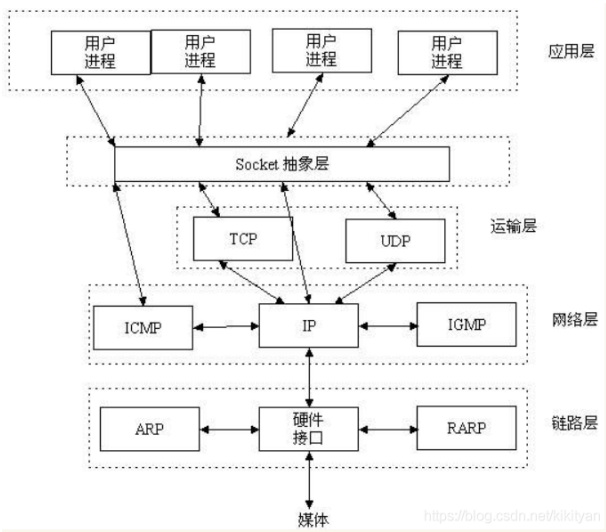 用户
进程
用户
进程
用户
进程
用户
进程
应用层
Socket 抽象层
TCP
UDP
运输层
ICMP
IP
IGMP
网络层
ARP
硬件
接口
RARP
链路层
媒体
https://blog.csdn.net/kikityan